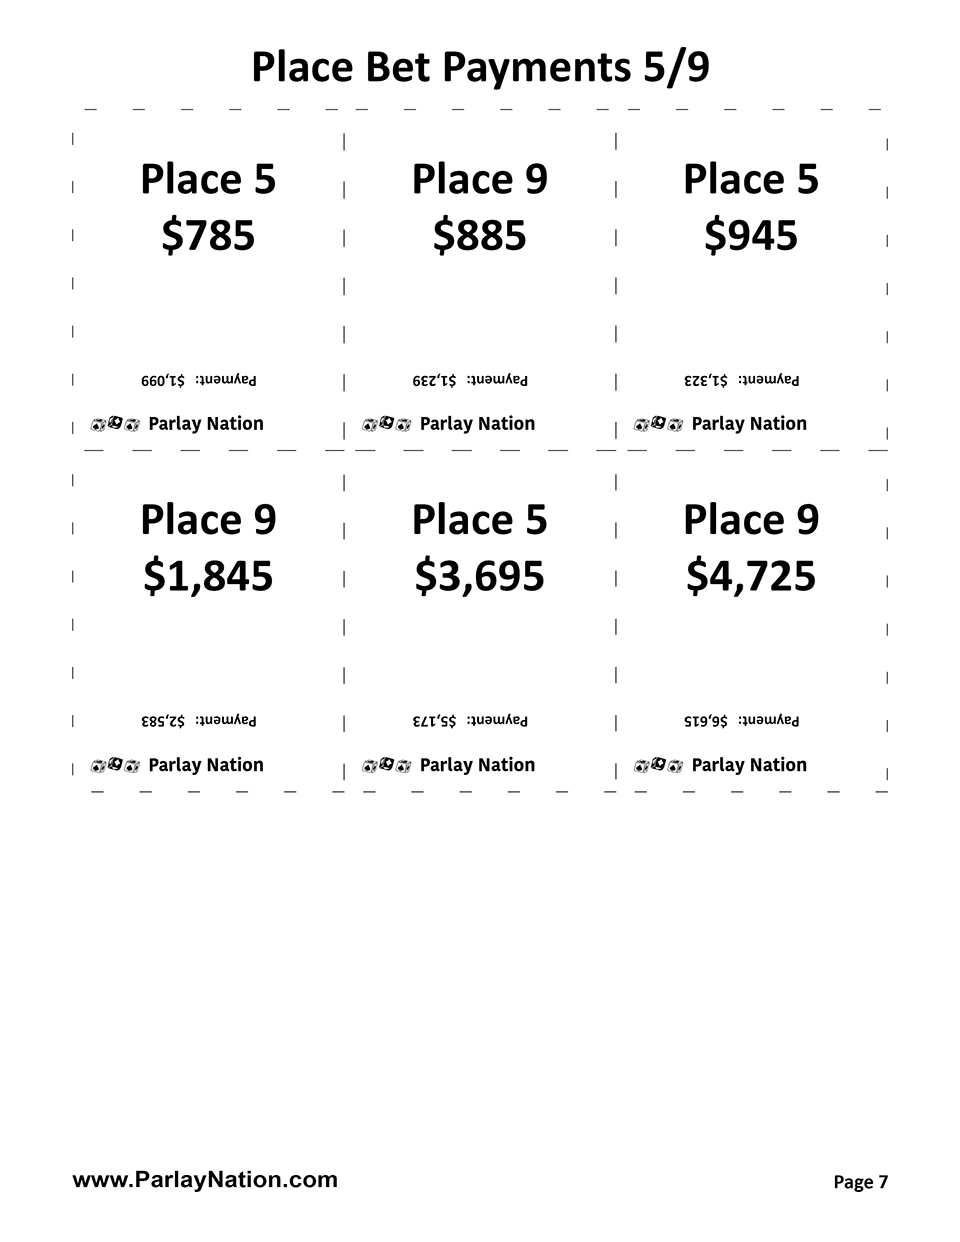 Place Bet Payments 5/9
Place 5
$785
Payment: $1,099
Parlay Nation
Place 9
$885
Payment: $1,239
Parlay Nation
Place 5
$945
Payment: $1,323
Parlay Nation
Place 9
$1,845
Payment: $2,583
Parlay Nation
Place 5
$3,695
Payment: $5,173
Parlay Nation
Place 9
$4,725
Payment: $6,615
Parlay Nation
www.ParlayNation.com
Page 7